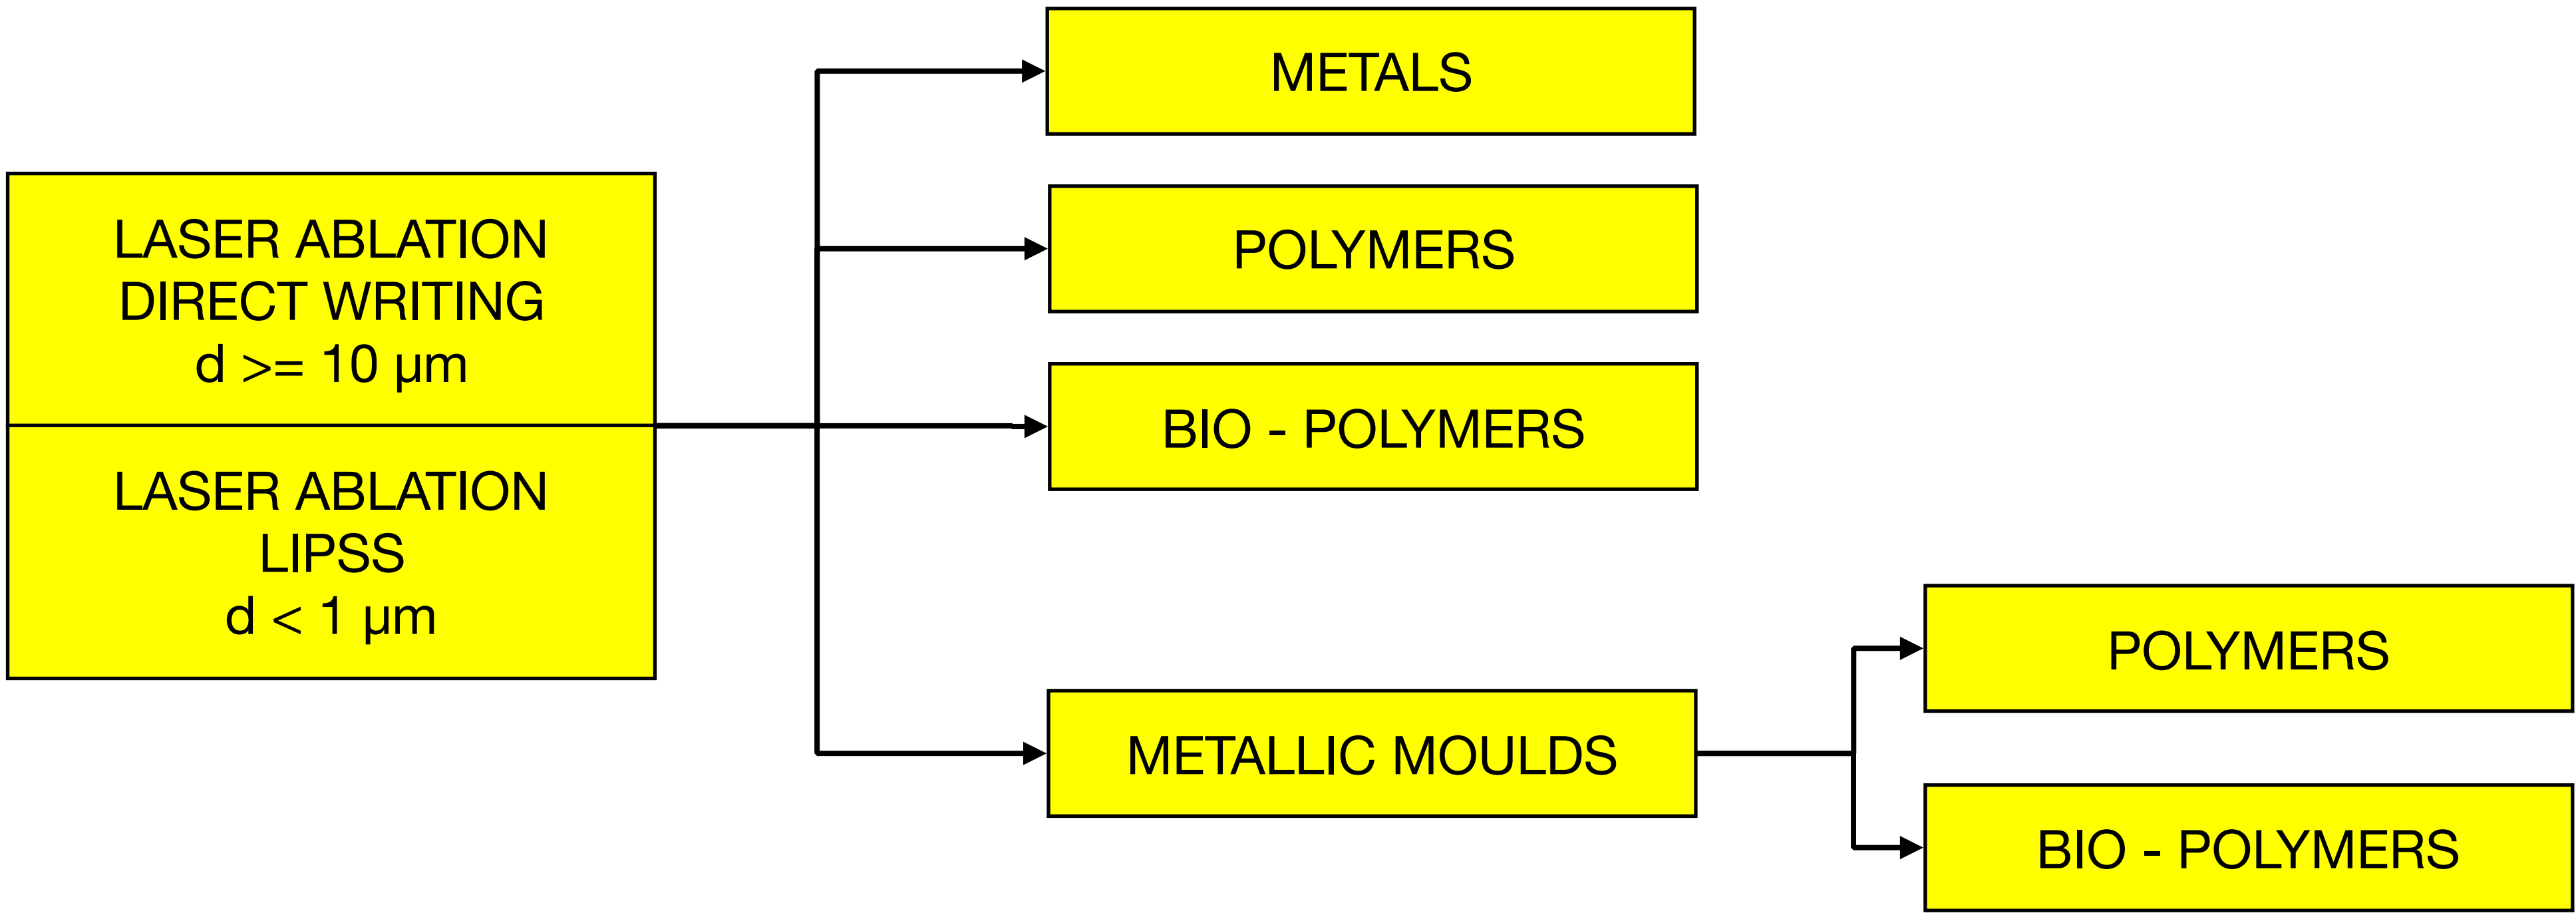 LASER ABLATION
DIRECT WRITING
d >= 10 µm
LASER ABLATION
LIPSS
d < 1 µm
METALS
POLYMERS
BIO - POLYMERS
METALLIC MOULDS
POLYMERS
BIO - POLYMERS